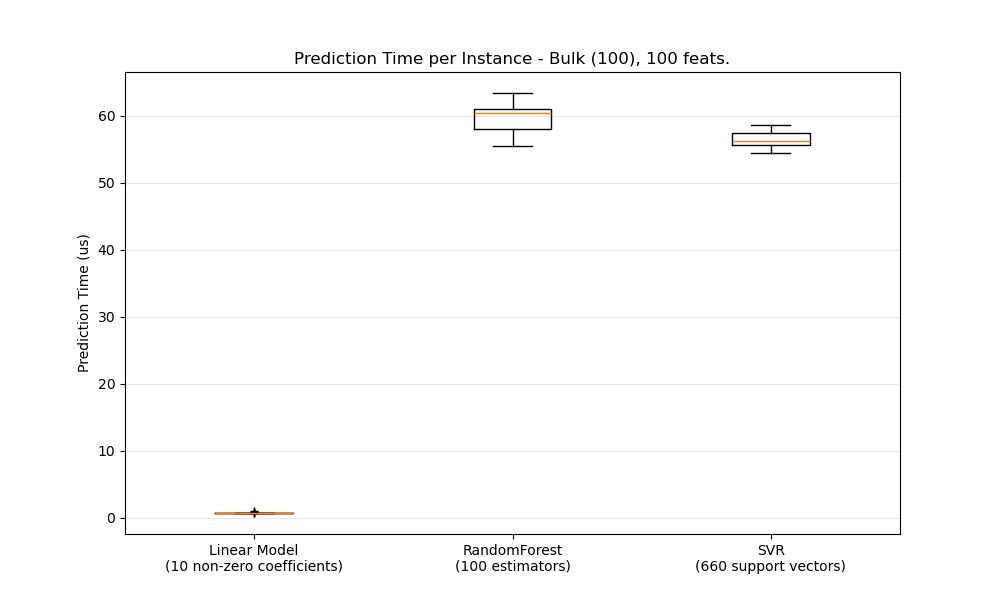 Prediction Time per Instance - Bulk (100), 100 feats.
Prediction Time (us)
60
50
40
30
20
10
0
Linear Model
(10 non-zero coefficients)
RandomForest
(100 estimators)
SVR
(660 support vectors)